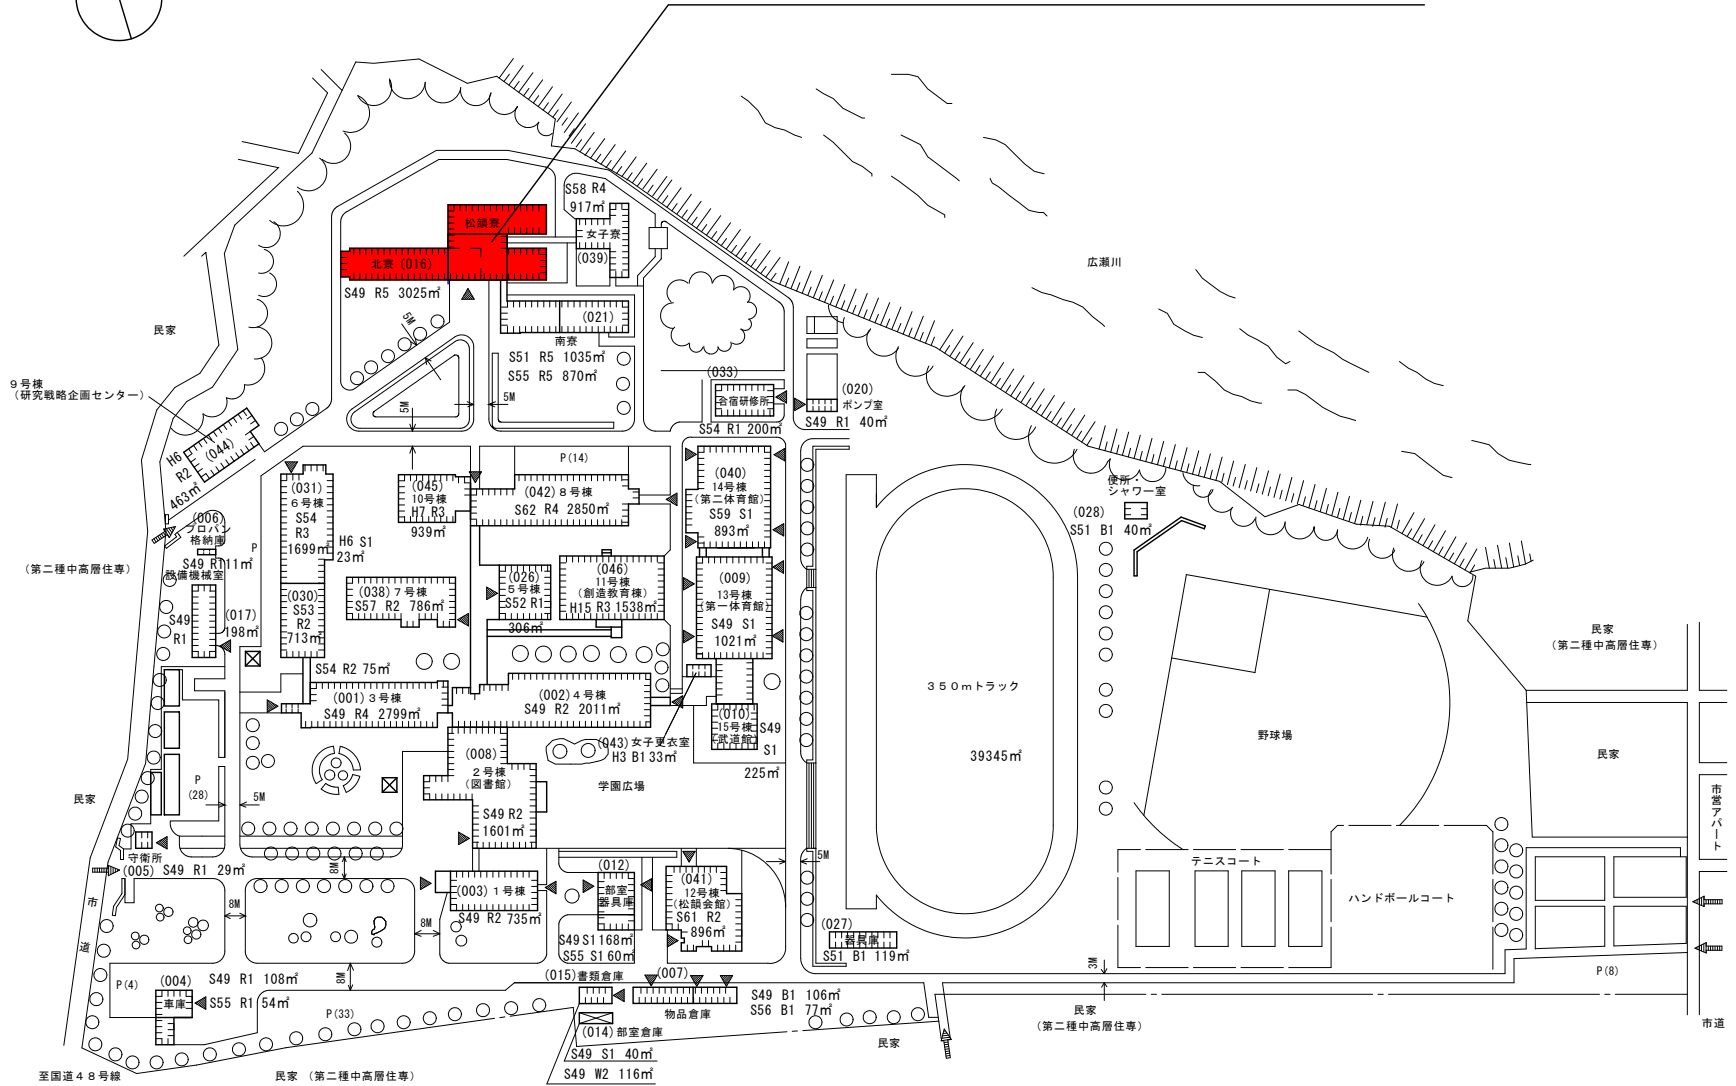 S58 R4
917㎡
松韻寮
女子寮
北寮 (016)
(039)
広瀬川
S49 R5 3025㎡
5M
(021)
民家
南寮
S51 R5 1035㎡
S55 R5 870㎡
(033)
9号棟
(研究戦略企画センター)
(020)
合宿研修所
ポンプ室
5M
5M
S54 R1 200㎡
S49 R1 40㎡
(044)
H6
R2
463㎡
P(14)
(031)
6号棟
S54
R3
1699㎡
(045)
10号棟
H7 R3
939㎡
(042) 8号棟
S62 R4 2850㎡
(040)
14号棟
(第二体育館)
S59 S1
893㎡
便所・
シャワー室
(028)
S51 B1 40㎡
(006)
プロパン
格納庫
S49 R1 11㎡
P
H6 S1
23㎡
(第二種中高層住専)
設備機械室
(017)
S49
R1
198㎡
(030)
S53
R2
713㎡
(038) 7号棟
S57 R2 786㎡
(026)
5号棟
S52 R1
306㎡
(046)
11号棟
(創造教育棟)
H15 R3 1538㎡
(009)
13号棟
(第一体育館)
S49 S1
1021㎡
民家
(第二種中高層住専)
S54 R2 75㎡
(001) 3号棟
S49 R4 2799㎡
(002) 4号棟
S49 R2 2011㎡
350mトラック
(010)
15号棟
(武道館)
S49
S1
225㎡
(043) 女子更衣室
H3 B1 33㎡
野球場
39345㎡
民家
(008)
2号棟
(図書館)
S49 R2
1601㎡
学園広場
P
(28)
5M
民家
市営アパート
守衛所
(005) S49 R1 29㎡
8M
5M
テニスコート
(012)
部室
器具庫
S49 S1 168㎡
S55 S1 60㎡
(003) 1号棟
S49 R2 735㎡
(041)
12号棟
(松韻会館)
S61 R2
896㎡
ハンドボールコート
8M
8M
市
道
(027)
器具庫
S51 B1 119㎡
8M
3M
P(4)
(004)
車庫
S49 R1 108㎡
S55 R1 54㎡
(015) 書類倉庫
(007)
P(8)
S49 B1 106㎡
S56 B1 77㎡
物品倉庫
P(33)
民家
(第二種中高層住専)
市道
(014) 部室倉庫
S49 S1 40㎡
S49 W2 116㎡
民家
至国道48号線
民家 (第二種中高層住専)